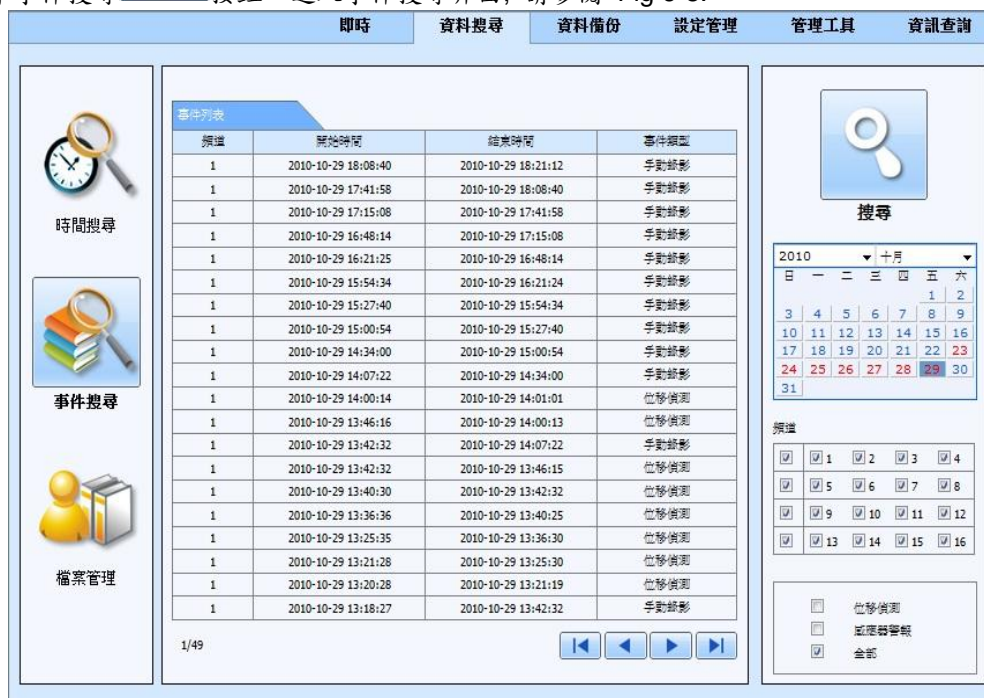 即時 資料搜尋 資料備份 設定管理 管理工具 資訊查詢
時間搜尋
事件搜尋
檔案管理
事件列表
頻道 開始時間 結束時間 事件類型
1 2010-10-29 18:08:40 2010-10-29 18:21:12 手動錄影
1 2010-10-29 17:41:58 2010-10-29 18:08:40 手動錄影
1 2010-10-29 17:15:08 2010-10-29 17:41:58 手動錄影
1 2010-10-29 16:48:14 2010-10-29 17:15:08 手動錄影
1 2010-10-29 16:21:25 2010-10-29 16:48:14 手動錄影
1 2010-10-29 15:54:34 2010-10-29 16:21:24 手動錄影
1 2010-10-29 15:27:40 2010-10-29 15:54:34 手動錄影
1 2010-10-29 15:00:54 2010-10-29 15:27:40 手動錄影
1 2010-10-29 14:34:00 2010-10-29 15:00:54 手動錄影
1 2010-10-29 14:07:22 2010-10-29 14:34:00 手動錄影
1 2010-10-29 14:00:14 2010-10-29 14:01:01 位移偵測
1 2010-10-29 13:46:16 2010-10-29 14:00:13 位移偵測
1 2010-10-29 13:42:32 2010-10-29 14:07:22 手動錄影
1 2010-10-29 13:42:32 2010-10-29 13:46:15 位移偵測
1 2010-10-29 13:40:30 2010-10-29 13:42:32 位移偵測
1 2010-10-29 13:36:36 2010-10-29 13:40:25 位移偵測
1 2010-10-29 13:25:35 2010-10-29 13:36:30 位移偵測
1 2010-10-29 13:21:28 2010-10-29 13:25:30 位移偵測
1 2010-10-29 13:20:28 2010-10-29 13:21:19 位移偵測
1 2010-10-29 13:18:27 2010-10-29 13:42:32 手動錄影
1/49
搜尋
2010 十月
日 一 二 三 四 五 六
1 2
3 4 5 6 7 8 9
10 11 12 13 14 15 16
17 18 19 20 21 22 23
24 25 26 27 28 29 30
31
頻道
1 2 3 4
5 6 7 8
9 10 11 12
13 14 15 16
位移偵測
感應器警報
全部